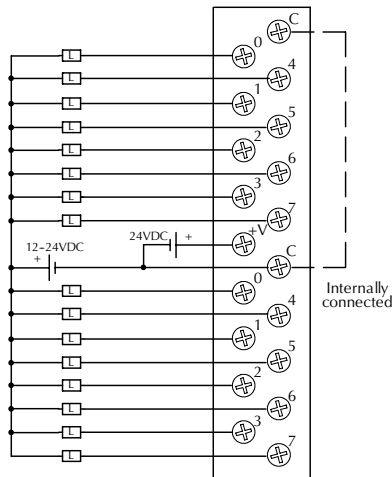 C
0
L
4
L
1
L
5
L
2
L
6
L
3
L
7
L
24VDC + +V
12-24VDC
+
C
0
L
Internally
connected
4
L
1
L
5
L
2
L
6
L
3
L
7
L